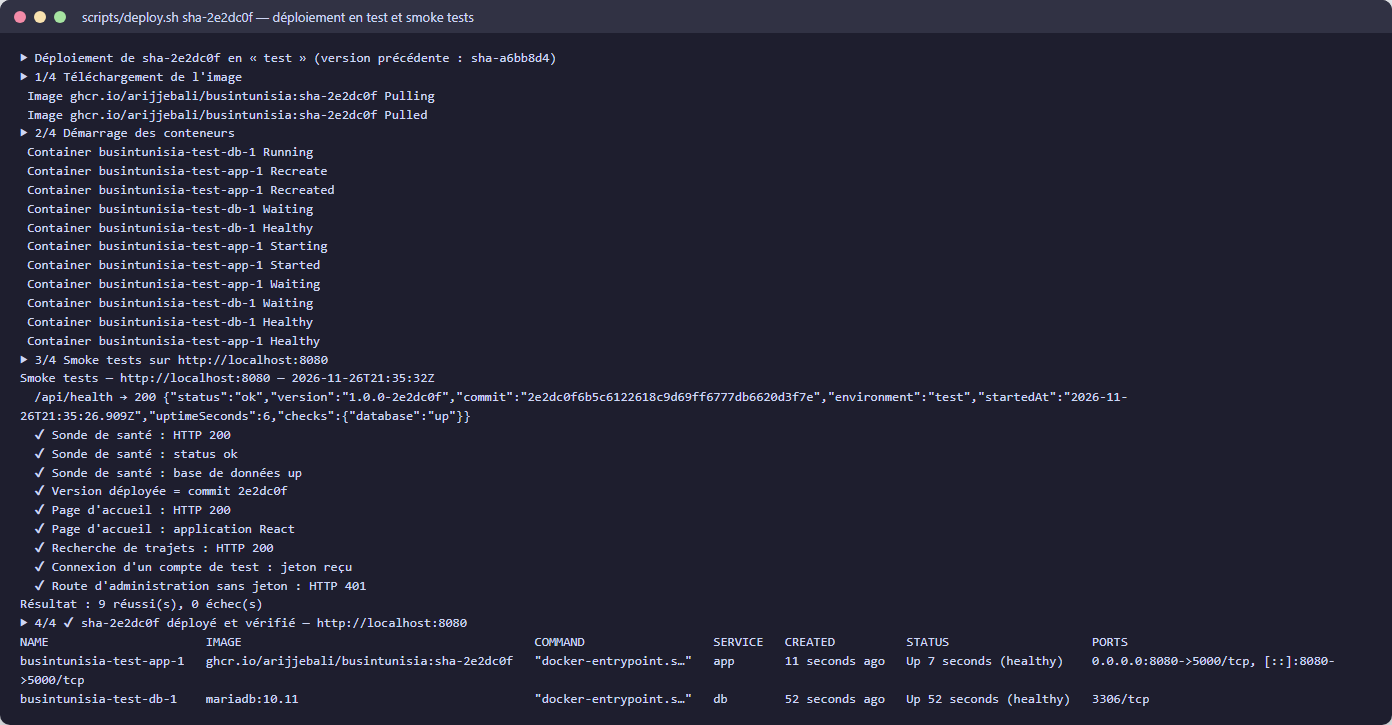 scripts/deploy.sh sha-2e2dc0f — déploiement en test et smoke tests
▶ Déploiement de sha-2e2dc0f en « test » (version précédente : sha-a6bb8d4)
▶ 1/4 Téléchargement de l'image
Image ghcr.io/arijjebali/busintunisia:sha-2e2dc0f Pulling
Image ghcr.io/arijjebali/busintunisia:sha-2e2dc0f Pulled
▶ 2/4 Démarrage des conteneurs
Container busintunisia-test-db-1 Running
Container busintunisia-test-app-1 Recreate
Container busintunisia-test-app-1 Recreated
Container busintunisia-test-db-1 Waiting
Container busintunisia-test-db-1 Healthy
Container busintunisia-test-app-1 Starting
Container busintunisia-test-app-1 Started
Container busintunisia-test-app-1 Waiting
Container busintunisia-test-db-1 Waiting
Container busintunisia-test-db-1 Healthy
Container busintunisia-test-app-1 Healthy
▶ 3/4 Smoke tests sur http://localhost:8080
Smoke tests — http://localhost:8080 — 2026-11-26T21:35:32Z
/api/health → 200 {"status":"ok","version":"1.0.0-2e2dc0f","commit":"2e2dc0f6b5c6122618c9d69ff6777db6620d3f7e","environment":"test","startedAt":"2026-11-
26T21:35:26.909Z","uptimeSeconds":6,"checks":{"database":"up"}}
✓ Sonde de santé : HTTP 200
✓ Sonde de santé : status ok
✓ Sonde de santé : base de données up
✓ Version déployée = commit 2e2dc0f
✓ Page d'accueil : HTTP 200
✓ Page d'accueil : application React
✓ Recherche de trajets : HTTP 200
✓ Connexion d'un compte de test : jeton reçu
✓ Route d'administration sans jeton : HTTP 401
Résultat : 9 réussi(s), 0 échec(s)
▶ 4/4 ✓ sha-2e2dc0f déployé et vérifié — http://localhost:8080
NAME IMAGE COMMAND SERVICE CREATED STATUS PORTS
busintunisia-test-app-1 ghcr.io/arijjebali/busintunisia:sha-2e2dc0f "docker-entrypoint.s…" app 11 seconds ago Up 7 seconds (healthy) 0.0.0.0:8080->5000/tcp, [::]:8080-
>5000/tcp
busintunisia-test-db-1 mariadb:10.11 "docker-entrypoint.s…" db 52 seconds ago Up 52 seconds (healthy) 3306/tcp